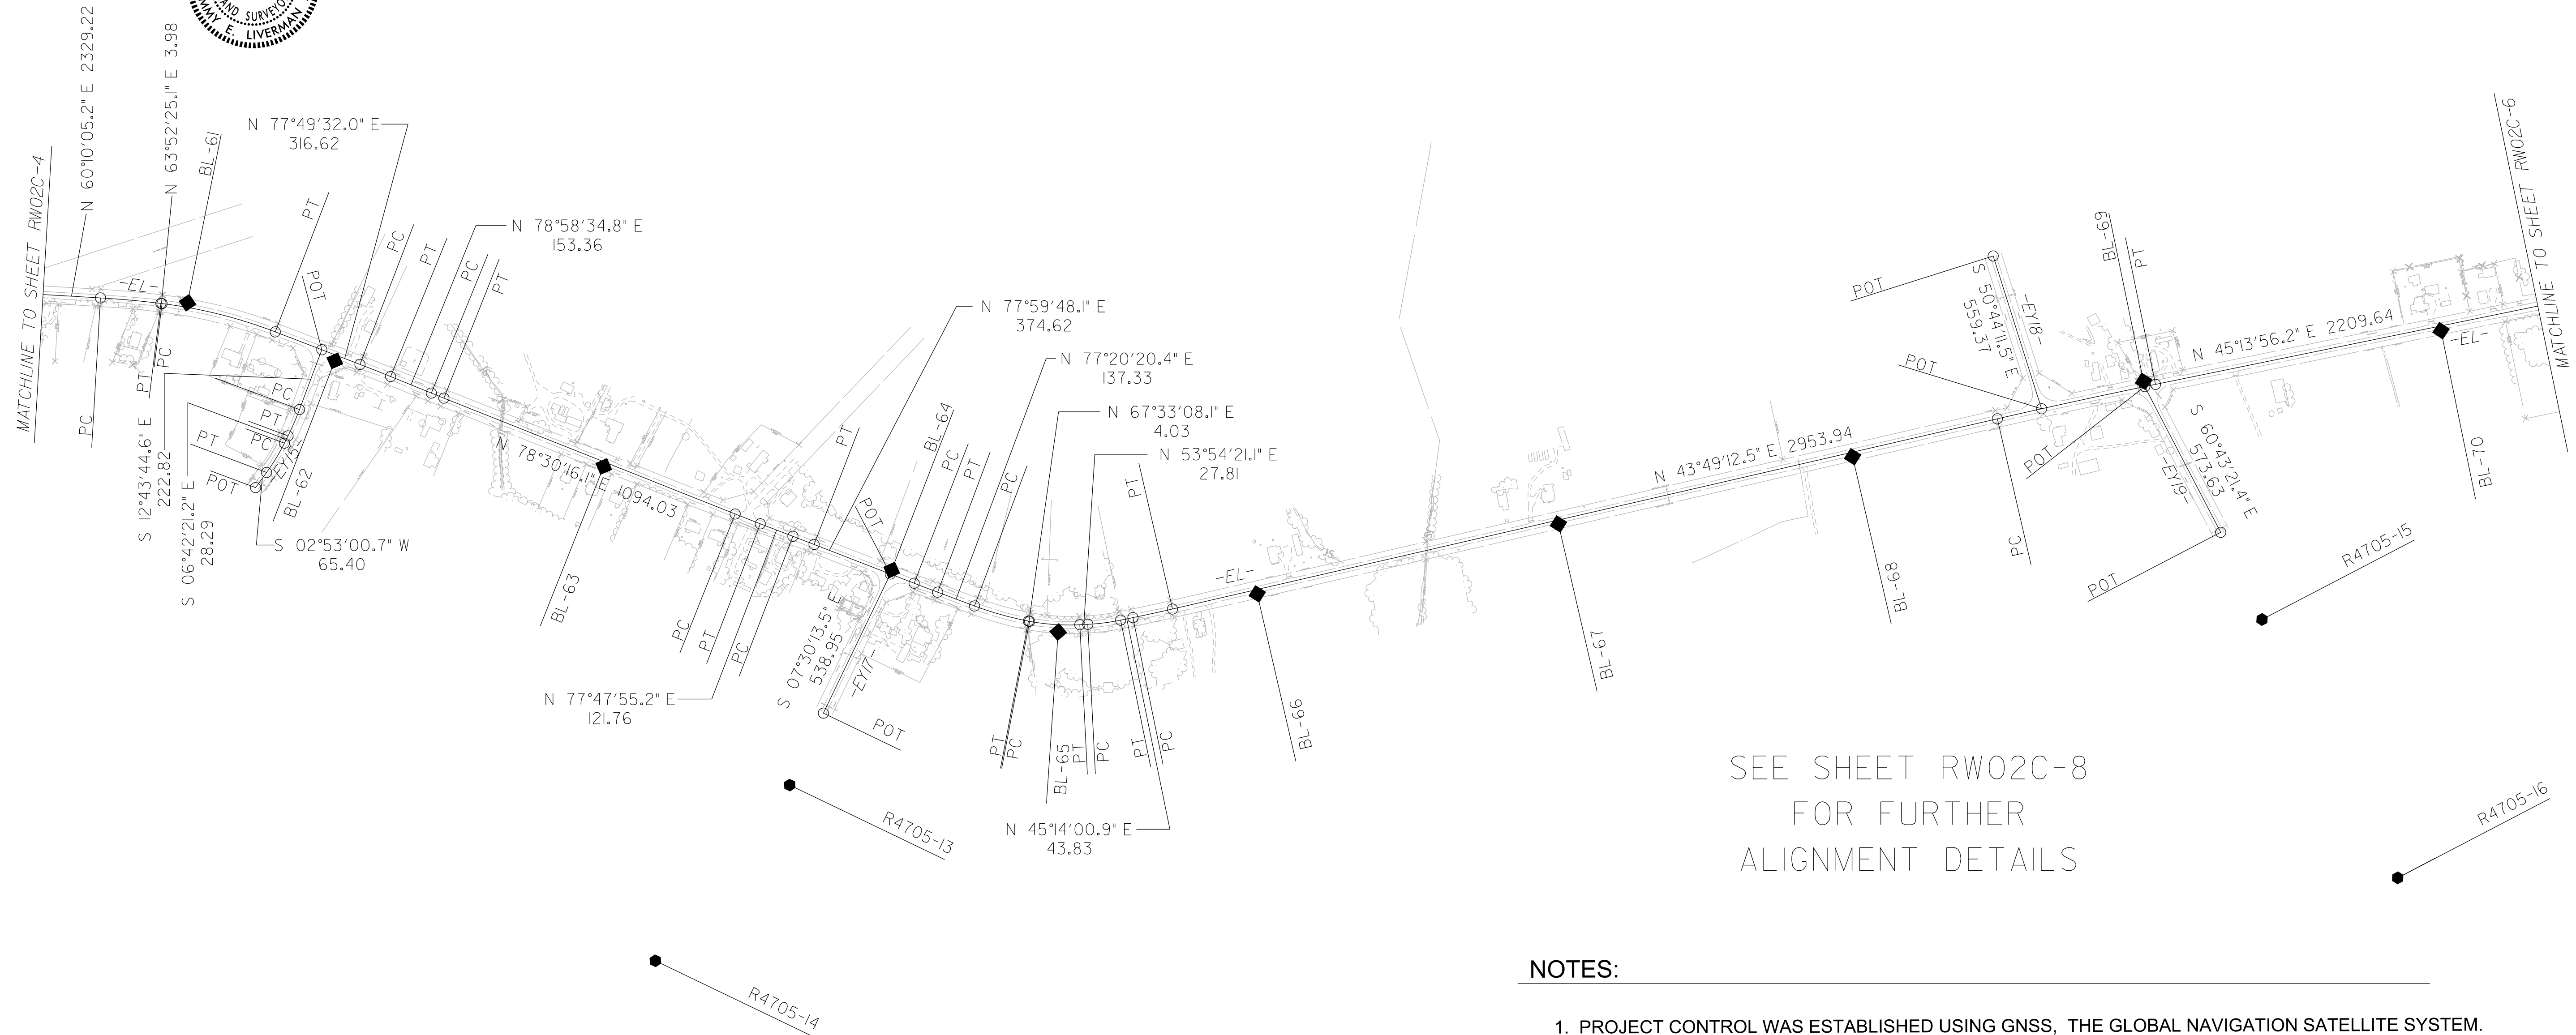 LAND SURVEYOR
MMY E. LIVERMAN
MATCHLINE TO SHEET RW02C-4
N 60°10'05.2" E 2329.22
N 63°52'25.1" E 3.98
BL-61
N 77°49'32.0" E
316.62
PT
POT
PC
PT
PC
PT
N 78°58'34.8" E
153.36
-EL-
PC
PT
PC
PC
PT
PC
PT
POT
-EY15-
BL-62
S 12°43'44.6" E
222.82
S 06°42'21.2" E
28.29
S 02°53'00.7" W
65.40
N 78°30'16.1" E 1094.03
BL-63
PC
PT
PC
N 77°47'55.2" E
121.76
PT
POT
BL-64
PC
PT
PC
N 77°59'48.1" E
374.62
N 77°20'20.4" E
137.33
N 67°33'08.1" E
4.03
N 53°54'21.1" E
27.81
PT
S 07°30'13.5" E
538.95
-EY17-
POT
PT
PC
BL-65
PT
PC
PT
PC
N 45°14'00.9" E
43.83
-EL-
BL-66
BL-67
N 43°49'12.5" E 2953.94
BL-68
PC
POT
S 50°44'11.5" E
559.37
-EY18-
POT
POT
BL-69
PT
N 45°13'56.2" E 2209.64
-EL-
S 60°43'21.4" E
573.63
-EY19-
POT
BL-70
MATCHLINE TO SHEET RW02C-6
R4705-13
R4705-14
R4705-15
R4705-16
SEE SHEET RW02C-8
FOR FURTHER
ALIGNMENT DETAILS
NOTES:
1. PROJECT CONTROL WAS ESTABLISHED USING GNSS, THE GLOBAL NAVIGATION SATELLITE SYSTEM.